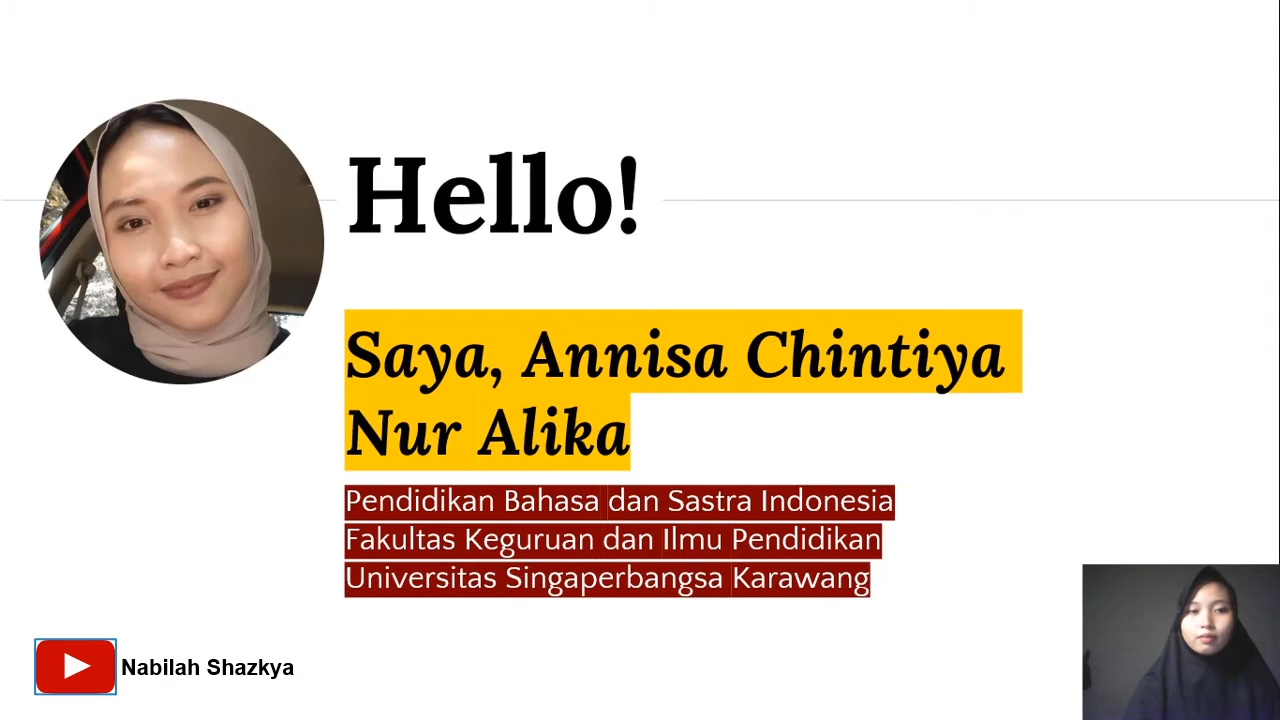 Hello!
Saya, Annisa Chintiya
Nur Alika
Pendidikan Bahasa dan Sastra Indonesia
Fakultas Keguruan dan Ilmu Pendidikan
Universitas Singaperbangsa Karawang
Nabilah Shazkya